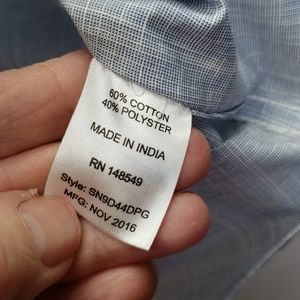 60% COTTON
40% POLYSTER
MADE IN INDIA
RN 148549
Style: SN9D44DPG
MFG: NOV 2016